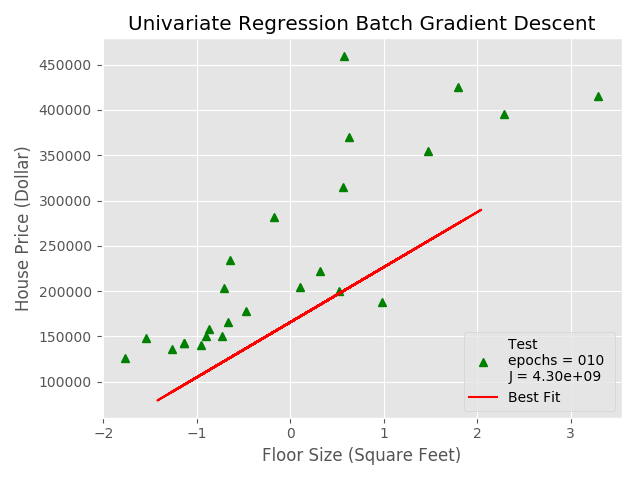 Univariate Regression Batch Gradient Descent
House Price (Dollar)
450000
400000
350000
300000
250000
200000
150000
100000
Test
epochs = 010
J = 4.30e+09
Best Fit
−2
−1
0
1
2
3
Floor Size (Square Feet)